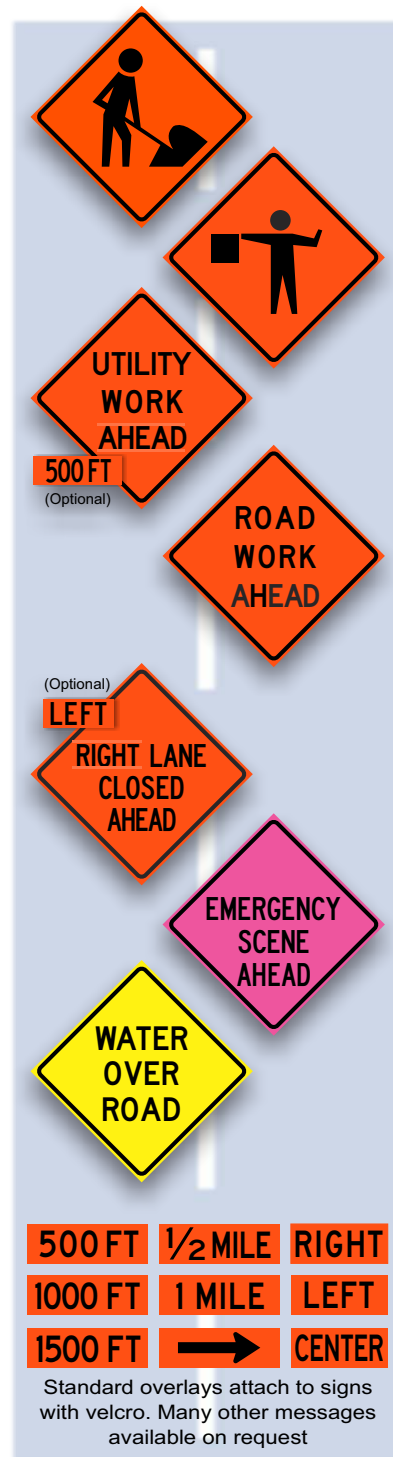 UTILITY
WORK
AHEAD
500 FT
(Optional)
ROAD
WORK
AHEAD
(Optional)
LEFT
RIGHT LANE
CLOSED
AHEAD
EMERGENCY
SCENE
AHEAD
WATER
OVER
ROAD
500 FT 1/2 MILE RIGHT
1000 FT 1 MILE LEFT
1500 FT CENTER
Standard overlays attach to signs
with velcro. Many other messages
available on request